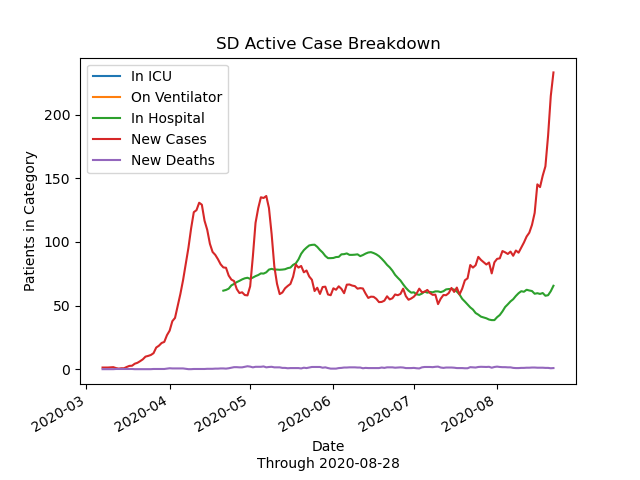 SD Active Case Breakdown
In ICU
On Ventilator
In Hospital
New Cases
New Deaths
Patients in Category
200
150
100
50
0
2020-03
2020-04
2020-05
2020-06
2020-07
2020-08
Date
Through 2020-08-28